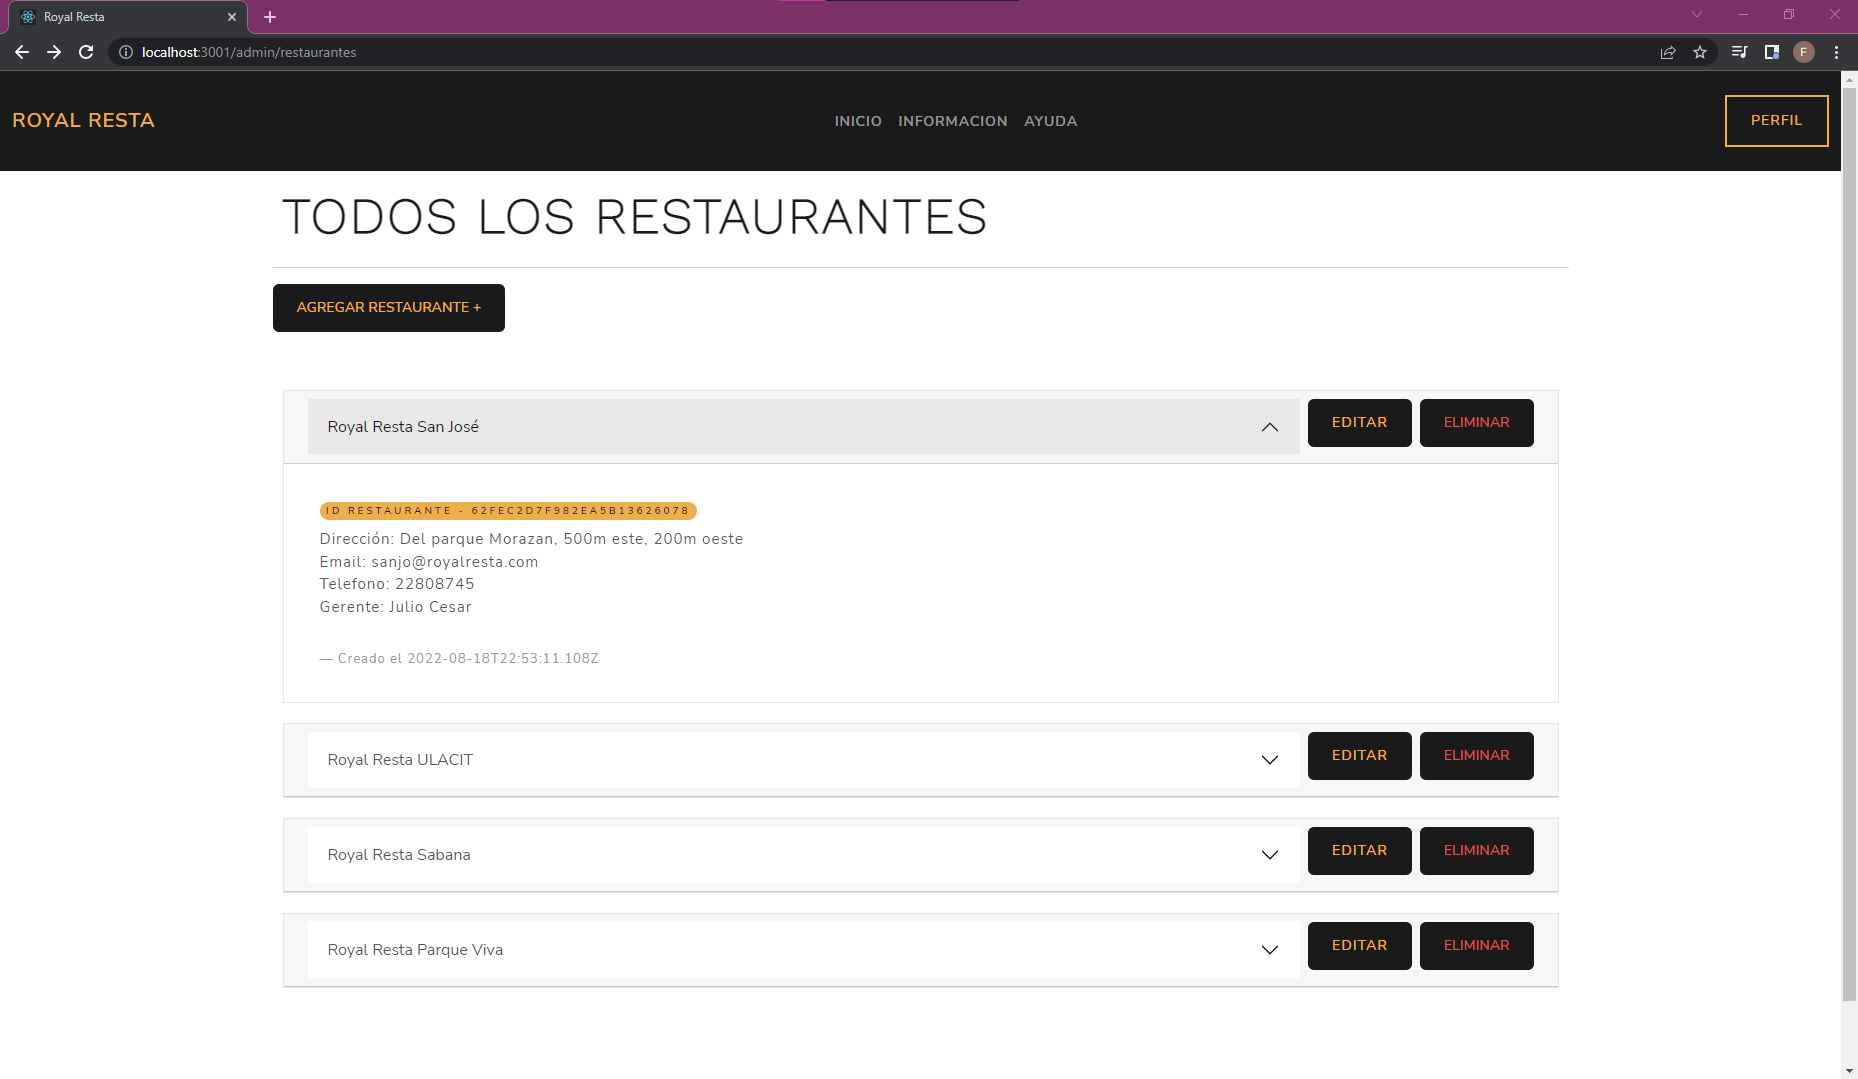 Royal Resta
localhost:3001/admin/restaurantes
F
ROYAL RESTA
INICIO INFORMACION AYUDA
PERFIL
TODOS LOS RESTAURANTES
AGREGAR RESTAURANTE +
Royal Resta San José
EDITAR ELIMINAR
ID RESTAURANTE - 62FEC2D7F982EA5B13626078
Dirección: Del parque Morazan, 500m este, 200m oeste
Email: sanjo@royalresta.com
Telefono: 22808745
Gerente: Julio Cesar
— Creado el 2022-08-18T22:53:11.108Z
Royal Resta ULACIT
EDITAR ELIMINAR
Royal Resta Sabana
EDITAR ELIMINAR
Royal Resta Parque Viva
EDITAR ELIMINAR